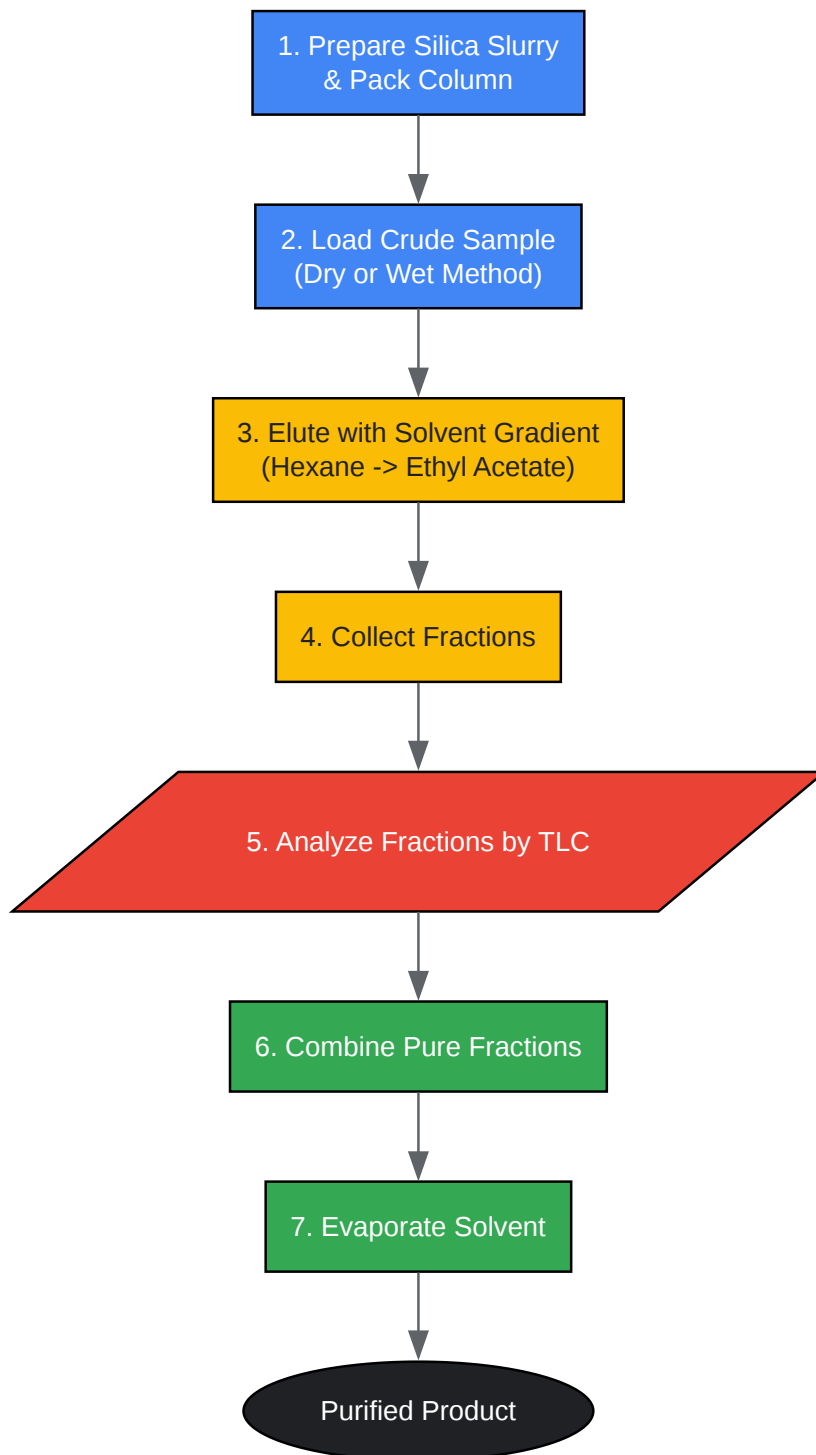 1. Prepare Silica Slurry
& Pack Column
2. Load Crude Sample
(Dry or Wet Method)
3. Elute with Solvent Gradient
(Hexane -> Ethyl Acetate)
4. Collect Fractions
5. Analyze Fractions by TLC
6. Combine Pure Fractions
7. Evaporate Solvent
Purified Product